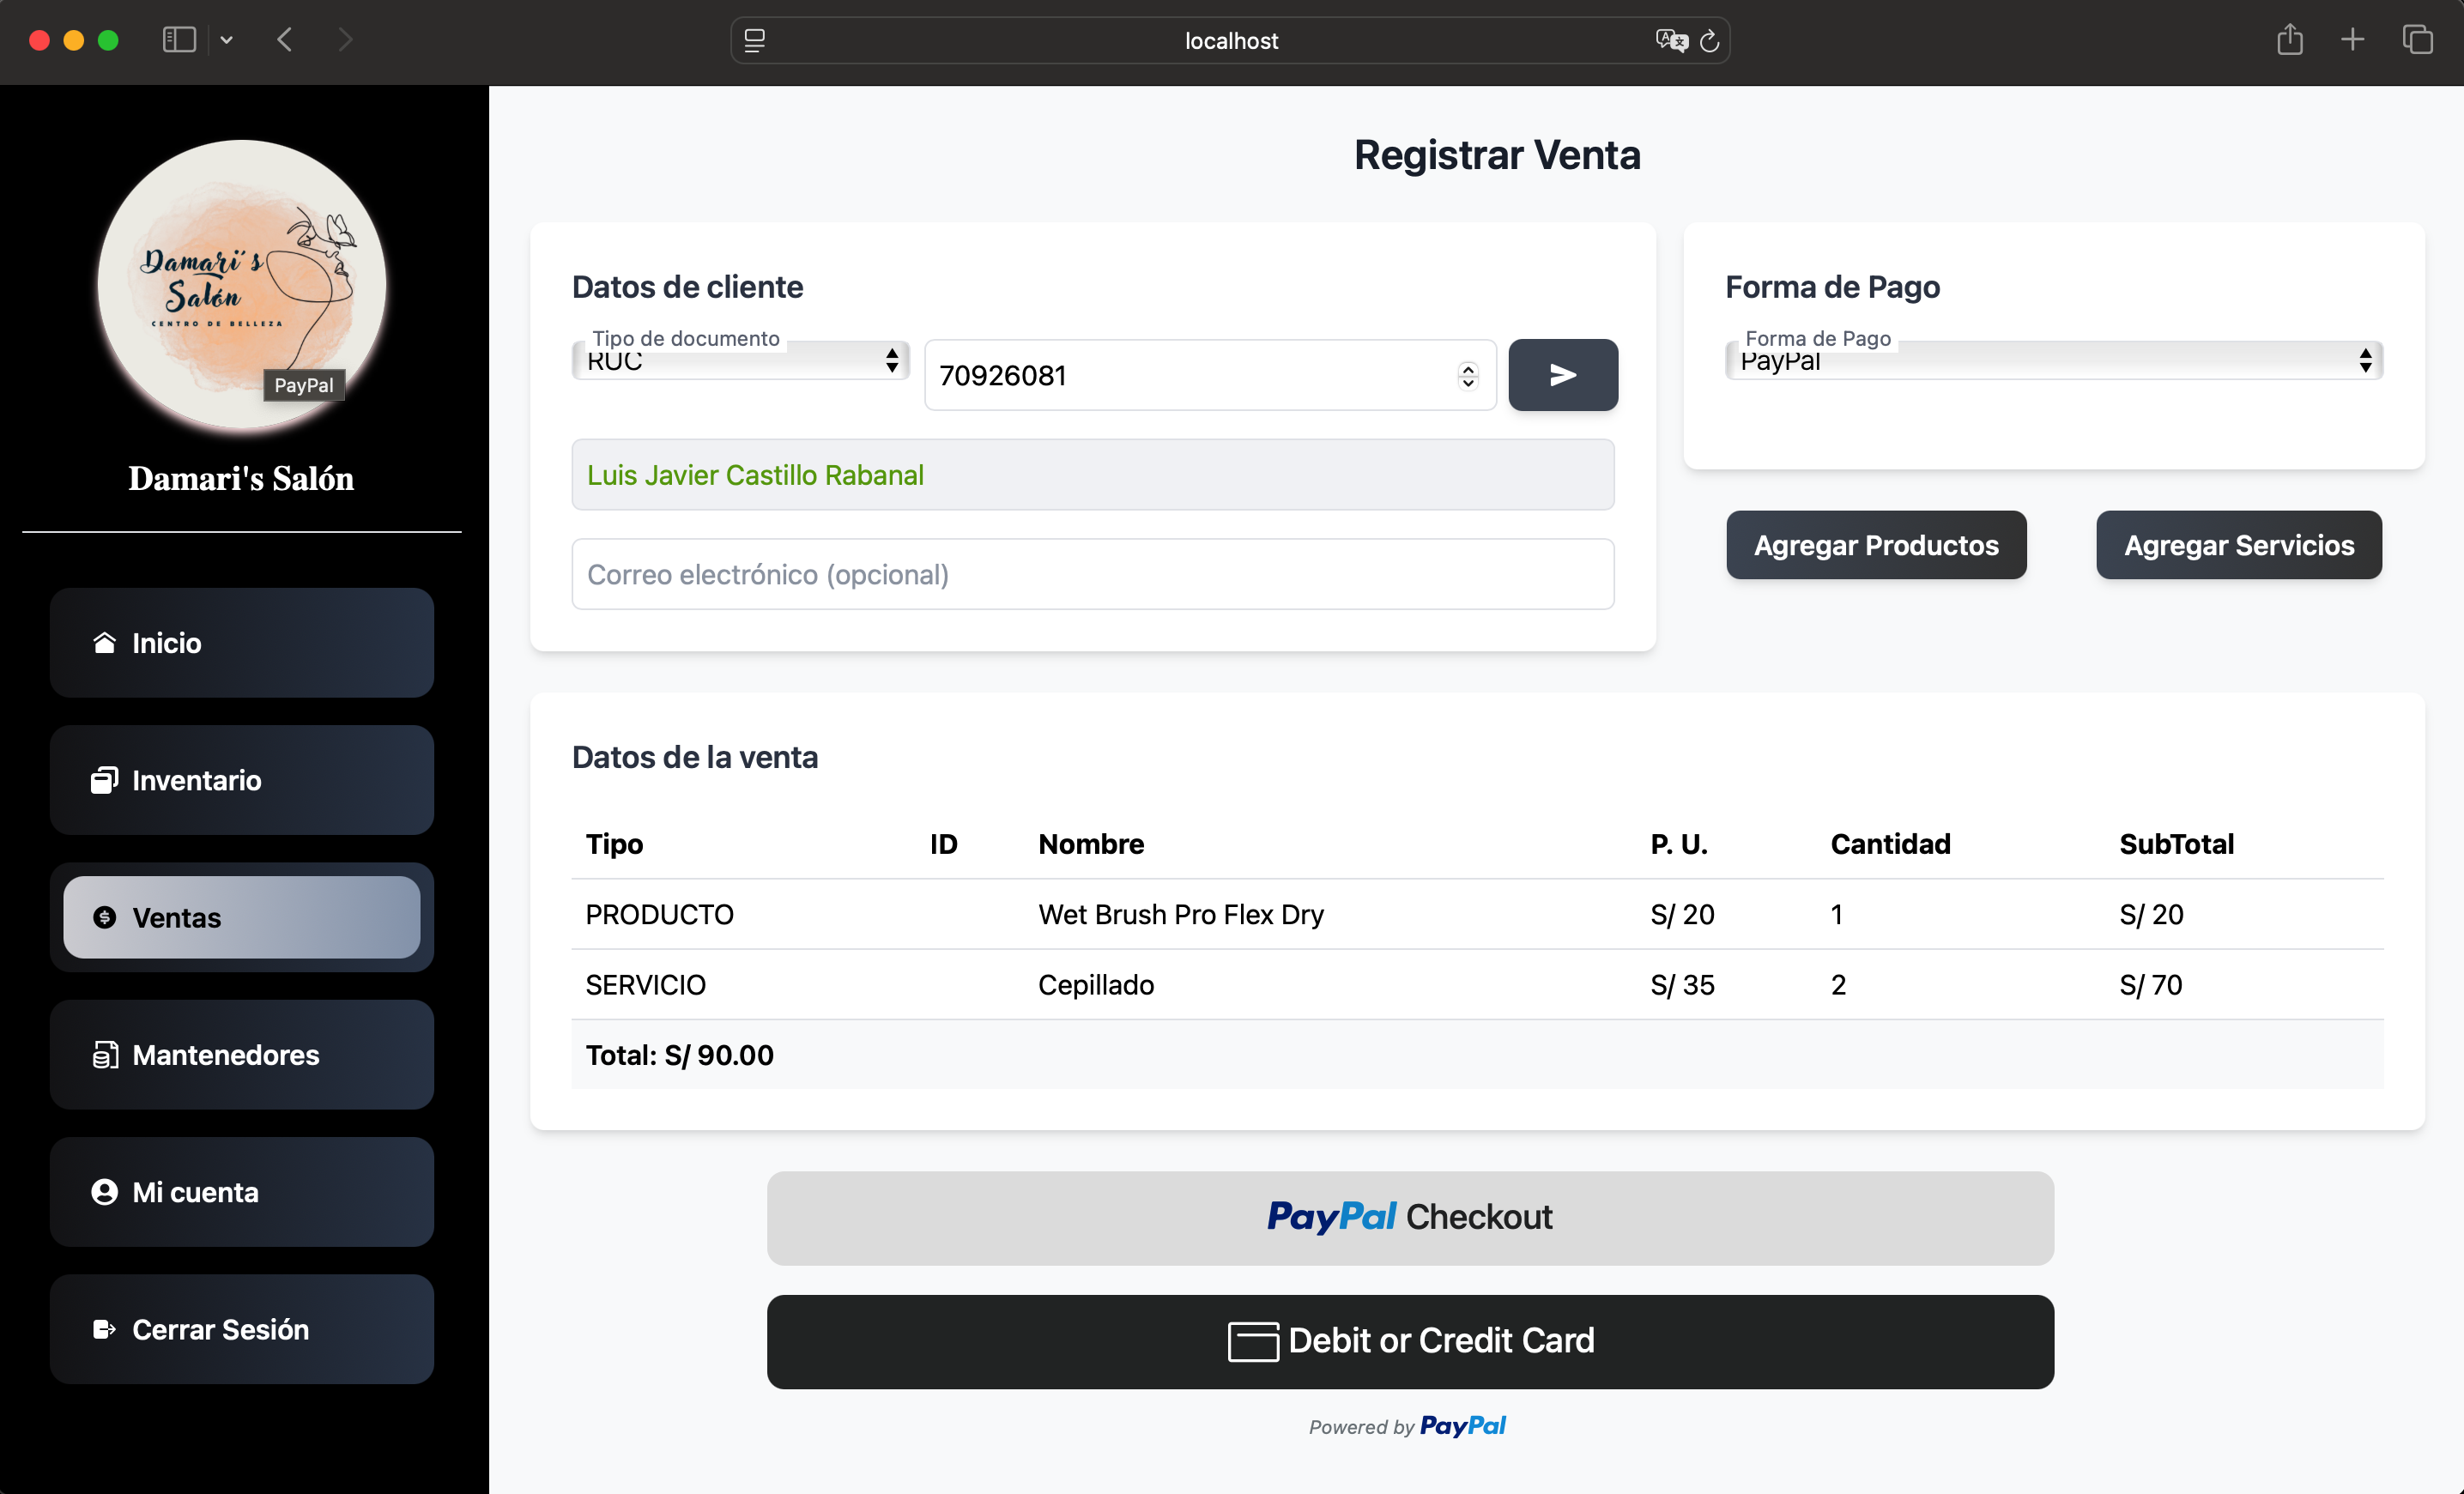 localhost
Damari's
Salón
CENTRO DE BELLEZA
PayPal
Damari's Salón
Inicio
Inventario
Ventas
Mantenedores
Mi cuenta
Cerrar Sesión
Registrar Venta
Datos de cliente
Tipo de documento
RUC
70926081
Luis Javier Castillo Rabanal
Correo electrónico (opcional)
Forma de Pago
Forma de Pago
PayPal
Agregar Productos Agregar Servicios
Datos de la venta
Tipo ID Nombre P. U. Cantidad SubTotal
PRODUCTO Wet Brush Pro Flex Dry S/ 20 1 S/ 20
SERVICIO Cepillado S/ 35 2 S/ 70
Total: S/ 90.00
PayPal Checkout
Debit or Credit Card
Powered by PayPal